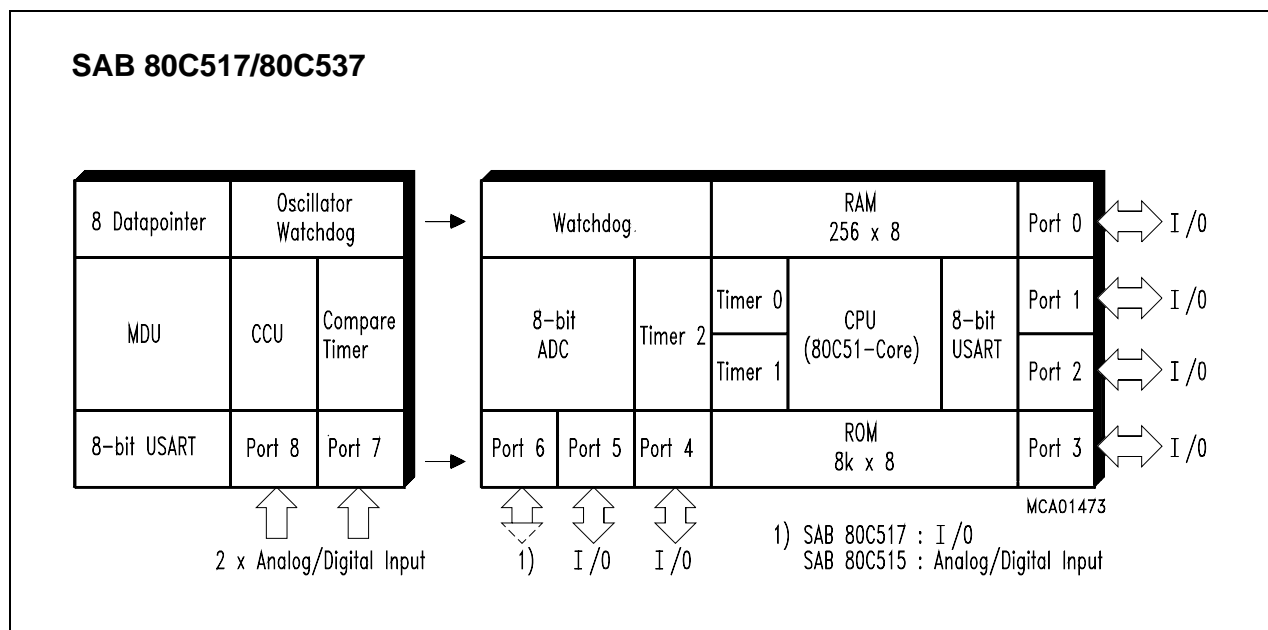 SAB 80C517/80C537
8 Datapointer
Oscillator
Watchdog
MDU
CCU
Compare
Timer
8-bit USART
Port 8
Port 7
2 x Analog/Digital Input
Watchdog
RAM
256 x 8
Port 0
I/0
8-bit
ADC
Timer 2
Timer 0
Timer 1
CPU
(80C51-Core)
8-bit
USART
Port 1
I/0
Port 2
I/0
Port 6
Port 5
Port 4
ROM
8k x 8
Port 3
I/0
MCA01473
1)
I/0
I/0
1) SAB 80C517 : I/0
SAB 80C515 : Analog/Digital Input